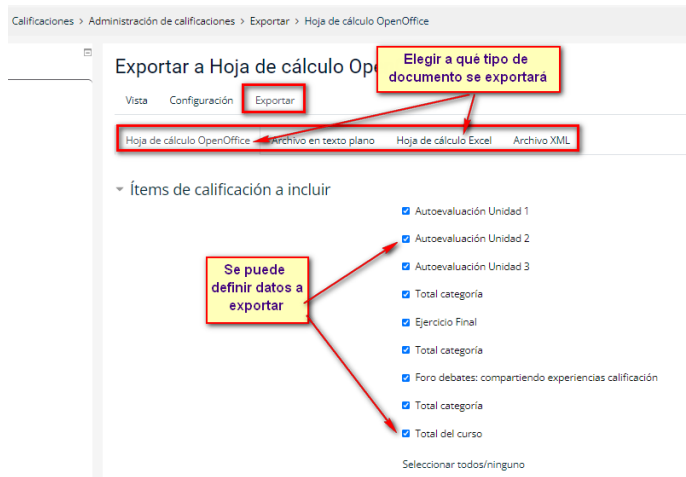 Calificaciones > Administración de calificaciones > Exportar > Hoja de cálculo OpenOffice
Exportar a Hoja de cálculo Op
Elegir a qué tipo de
documento se exportará
Vista Configuración Exportar
Hoja de cálculo OpenOffice Archivo en texto plano Hoja de cálculo Excel Archivo XML
Ítems de calificación a incluir
Autoevaluación Unidad 1
Autoevaluación Unidad 2
Autoevaluación Unidad 3
Se puede
definir datos a
exportar
Total categoría
Ejercicio Final
Total categoría
Foro debates: compartiendo experiencias calificación
Total categoría
Total del curso
Seleccionar todos/ninguno